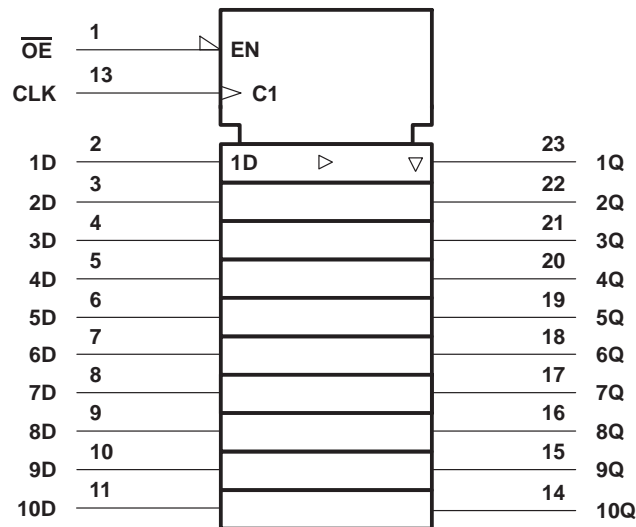 1
O̅E̅ EN
13
CLK C1
2 23
1D 1D 1Q
3 22
2D 2Q
4 21
3D 3Q
5 20
4D 4Q
6 19
5D 5Q
7 18
6D 6Q
8 17
7D 7Q
9 16
8D 8Q
10 15
9D 9Q
11 14
10D 10Q